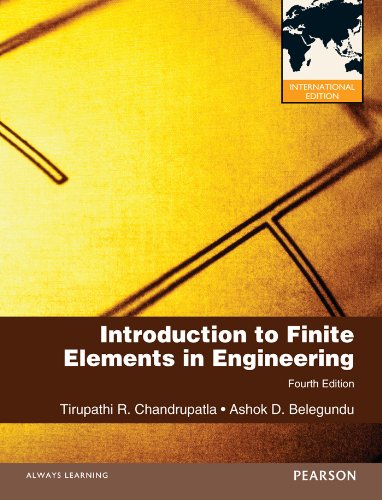 INTERNATIONAL
EDITION
Introduction to Finite
Elements in Engineering
Fourth Edition
Tirupathi R. Chandrupatla • Ashok D. Belegundu
ALWAYS LEARNING
PEARSON